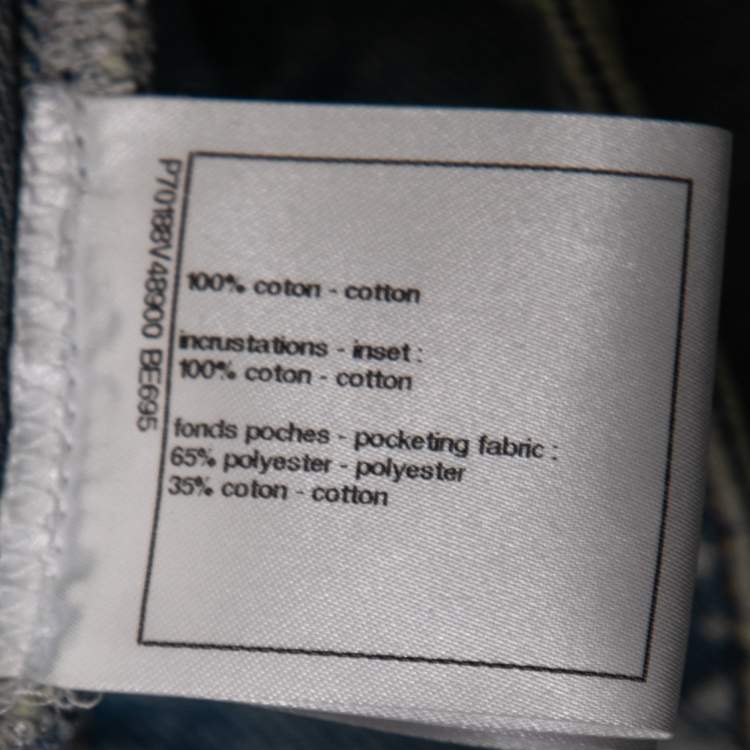 P70188V48900 BE695
100% coton - cotton
incrustations - inset :
100% coton - cotton
fonds poches - pocketing fabric :
65% polyester - polyester
35% coton - cotton